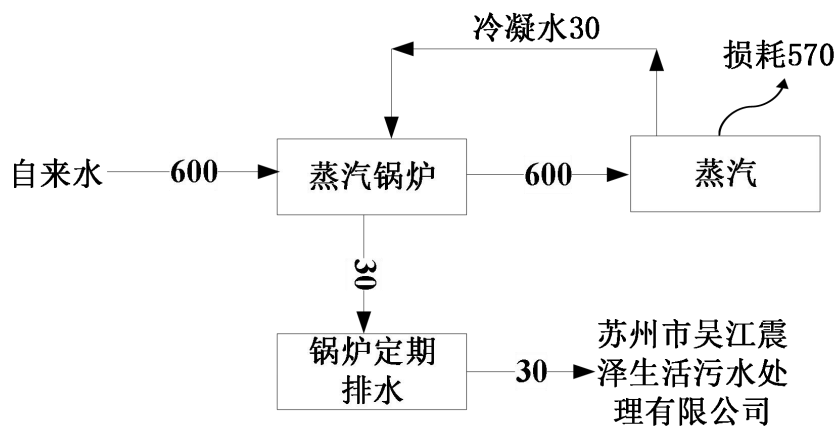 冷凝水30
损耗570
自来水
600
蒸汽锅炉
600
蒸汽
30
锅炉定期
排水
30
苏州市吴江震
泽生活污水处
理有限公司